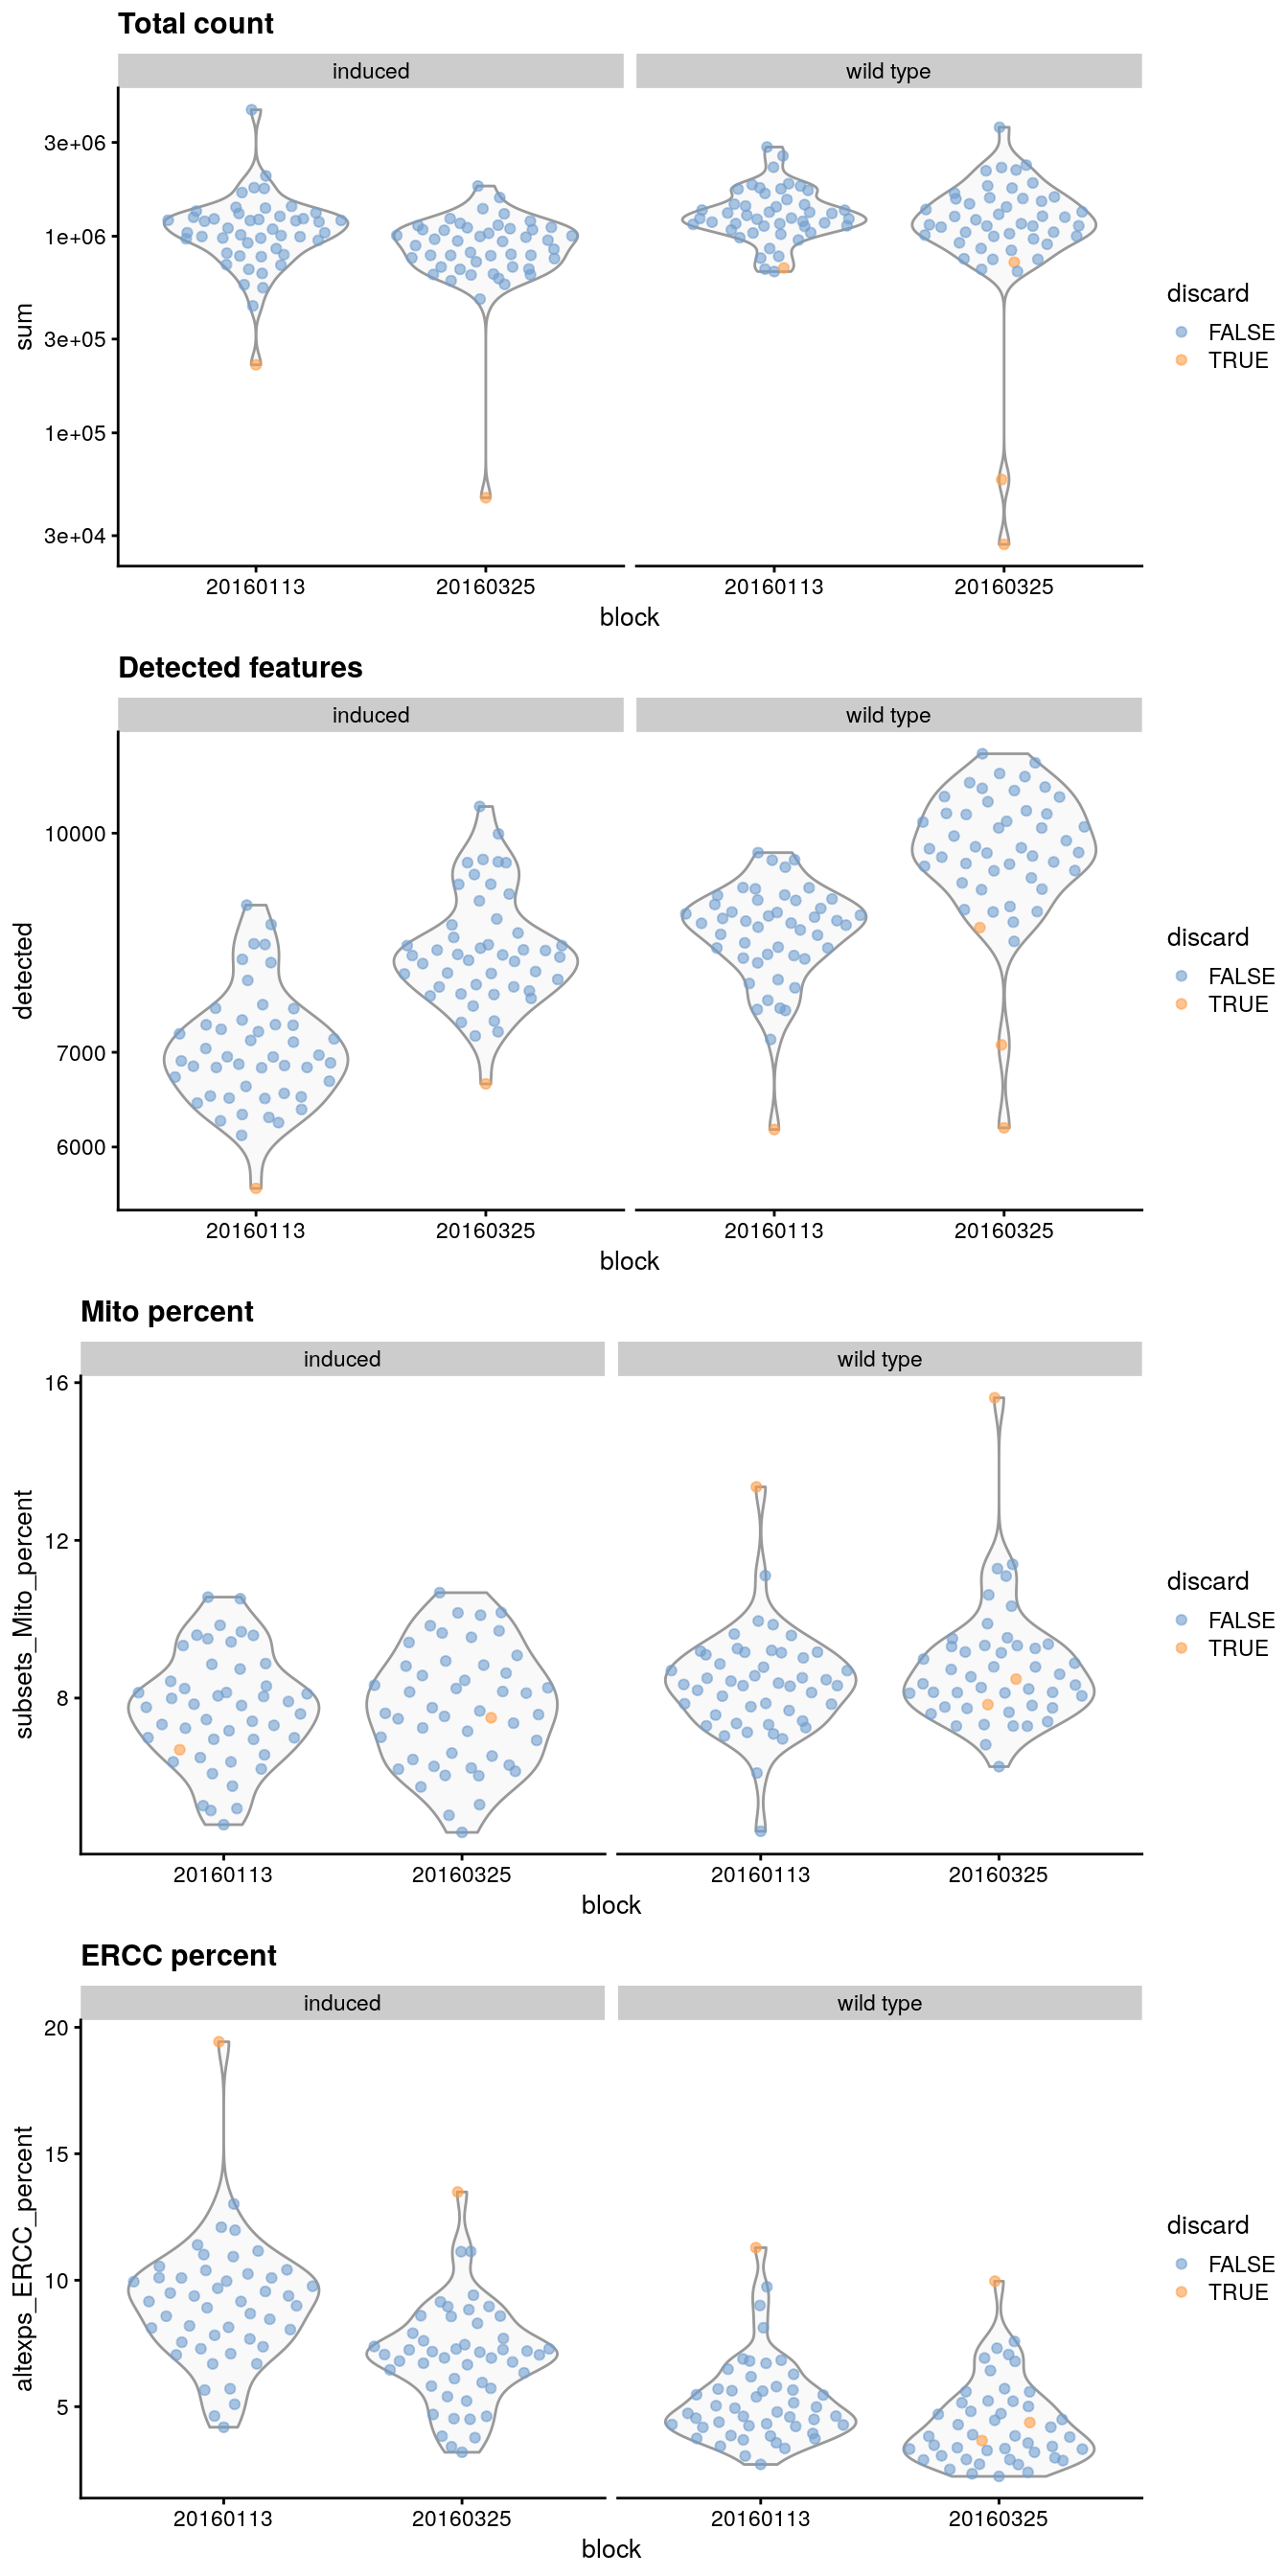 Total count
induced
wild type
3e+06
1e+06
3e+05
1e+05
3e+04
sum
20160113
20160325
20160113
20160325
block
discard
FALSE
TRUE
Detected features
induced
wild type
10000
7000
6000
detected
20160113
20160325
20160113
20160325
block
discard
FALSE
TRUE
Mito percent
induced
wild type
16
12
8
subsets_Mito_percent
20160113
20160325
20160113
20160325
block
discard
FALSE
TRUE
ERCC percent
induced
wild type
20
15
10
5
altexps_ERCC_percent
20160113
20160325
20160113
20160325
block
discard
FALSE
TRUE